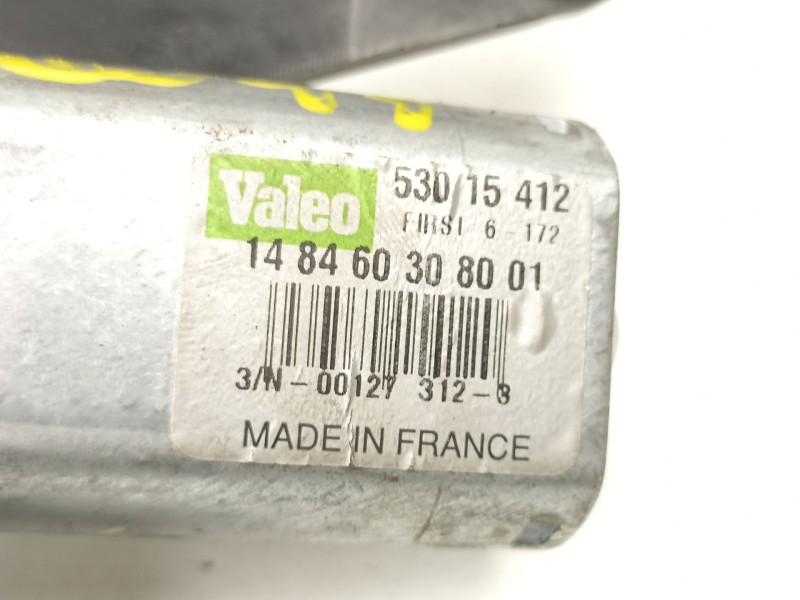 Valeo
530 15 412
FIRST 6 - 172
14 84 60 30 80 01
3/N - 00127 312-8
MADE IN FRANCE